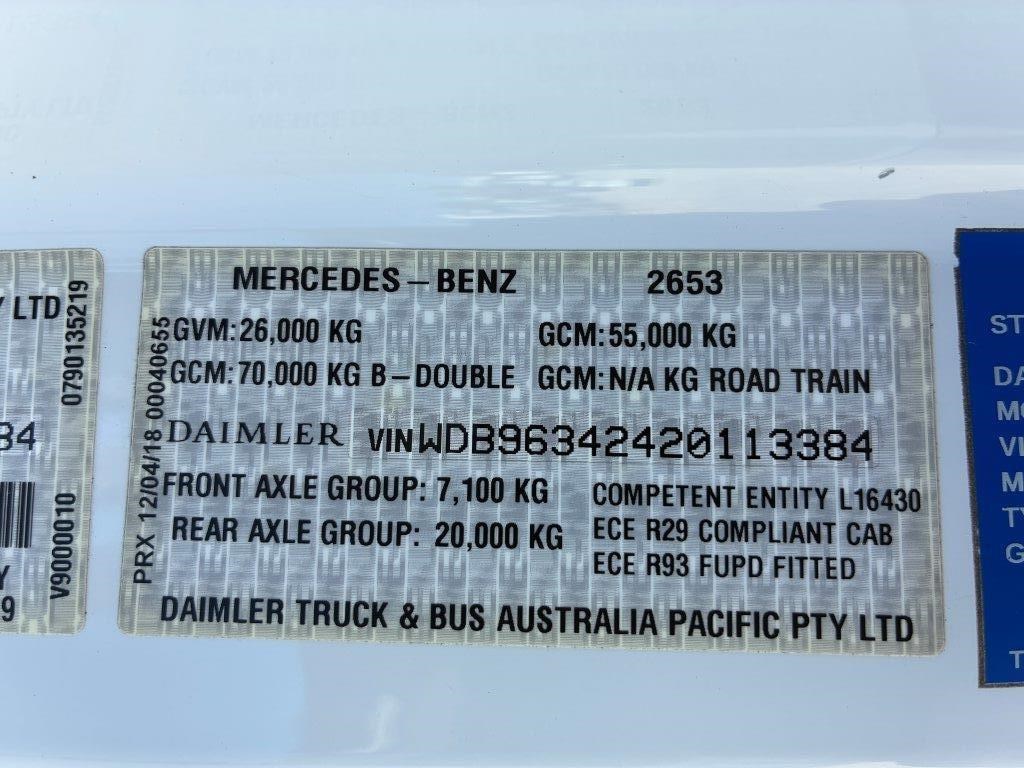 Y LTD
0790135219
84
V9000010
Y
9
MERCEDES – BENZ 2653
GVM: 26,000 KG GCM: 55,000 KG
GCM: 70,000 KG B – DOUBLE GCM: N/A KG ROAD TRAIN
DAIMLER VIN WDB96342420113384
FRONT AXLE GROUP: 7,100 KG COMPETENT ENTITY L16430
REAR AXLE GROUP: 20,000 KG ECE R29 COMPLIANT CAB
ECE R93 FUPD FITTED
DAIMLER TRUCK & BUS AUSTRALIA PACIFIC PTY LTD
PRX 12/04/18 00040655
ST
DA
MO
VI
M
TY
G
T